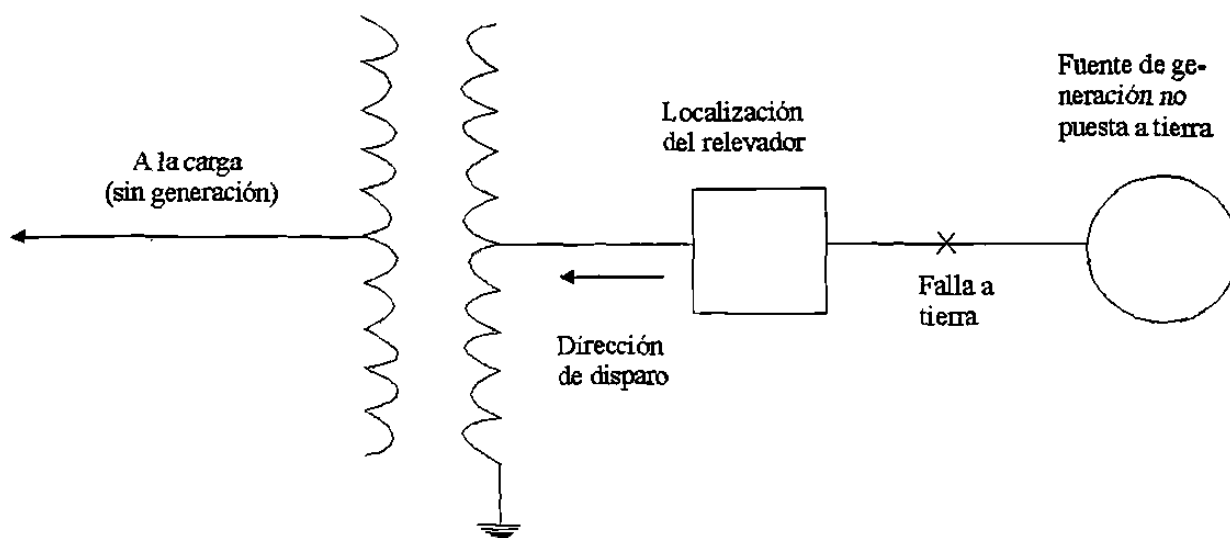 A la carga
(sin generación)
Localización
del relevador
Fuente de ge-
neración no
puesta a tierra
Falla a
tierra
Dirección
de disparo